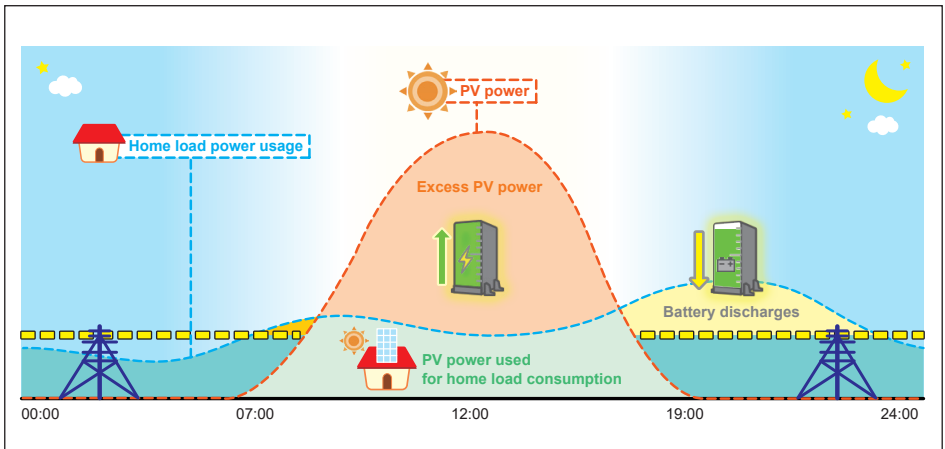 PV power
Home load power usage
Excess PV power
Battery discharges
PV power used
for home load consumption
00:00
07:00
12:00
19:00
24:00